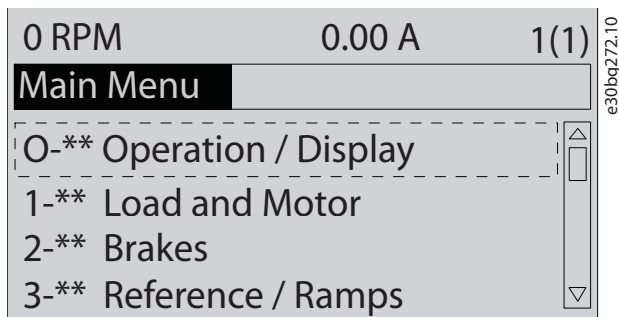 0 RPM 0.00 A 1(1)
Main Menu
O-** Operation / Display
1-** Load and Motor
2-** Brakes
3-** Reference / Ramps
e30bq272.10